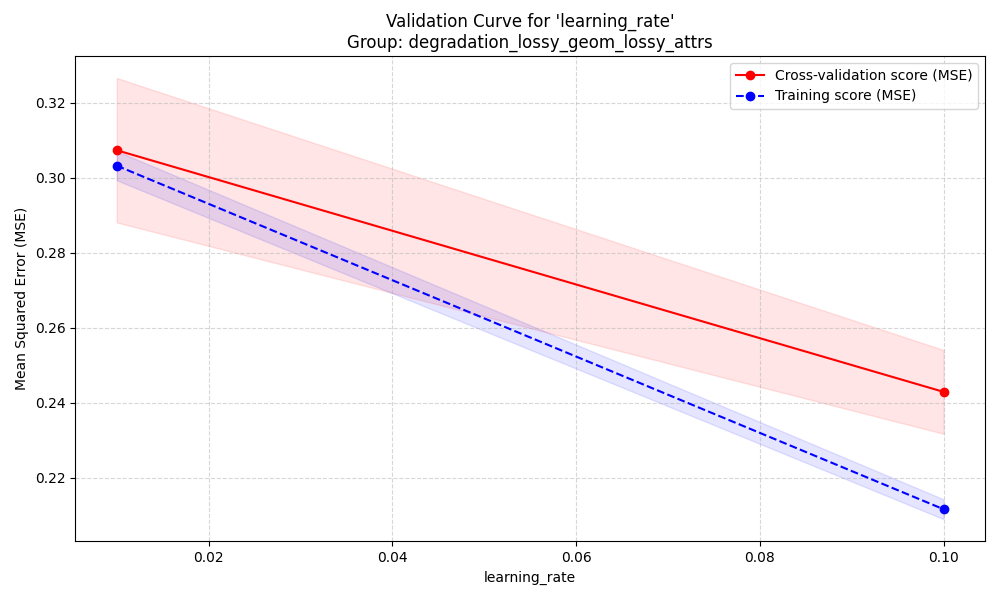 Validation Curve for 'learning_rate'
Group: degradation_lossy_geom_lossy_attrs
Cross-validation score (MSE)
Training score (MSE)
Mean Squared Error (MSE)
0.32
0.30
0.28
0.26
0.24
0.22
0.02
0.04
0.06
0.08
0.10
learning_rate